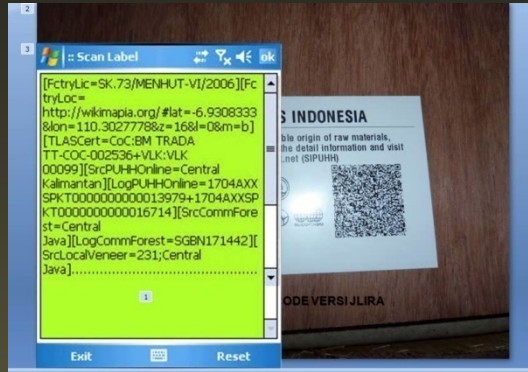 2
3
:: Scan Label
ok
[FctryLic=SK.73/MENHUT-VI/2006][Fc
tryLoc=
http://wikimapia.org/#lat=-6.9308333
&lon=110.3027778&z=16&l=0&m=b]
[TLASCert=CoC:BM TRADA
TT-COC-002536+VLK:VLK
00099][SrcPUHHOnline=Central
Kalimantan][LogPUHHOnline=1704AXX
SPKT0000000000013979+1704AXXSP
KT0000000000016714][SrcCommFore
st=Central
Java][LogCommForest=SGBN171442][
SrcLocalVeneer=231;Central
Java]
1
Exit
Reset
S INDONESIA
ble origin of raw materials,
the detail information and visit
.net (SIPUHH)
ODE VERSI JLIRA